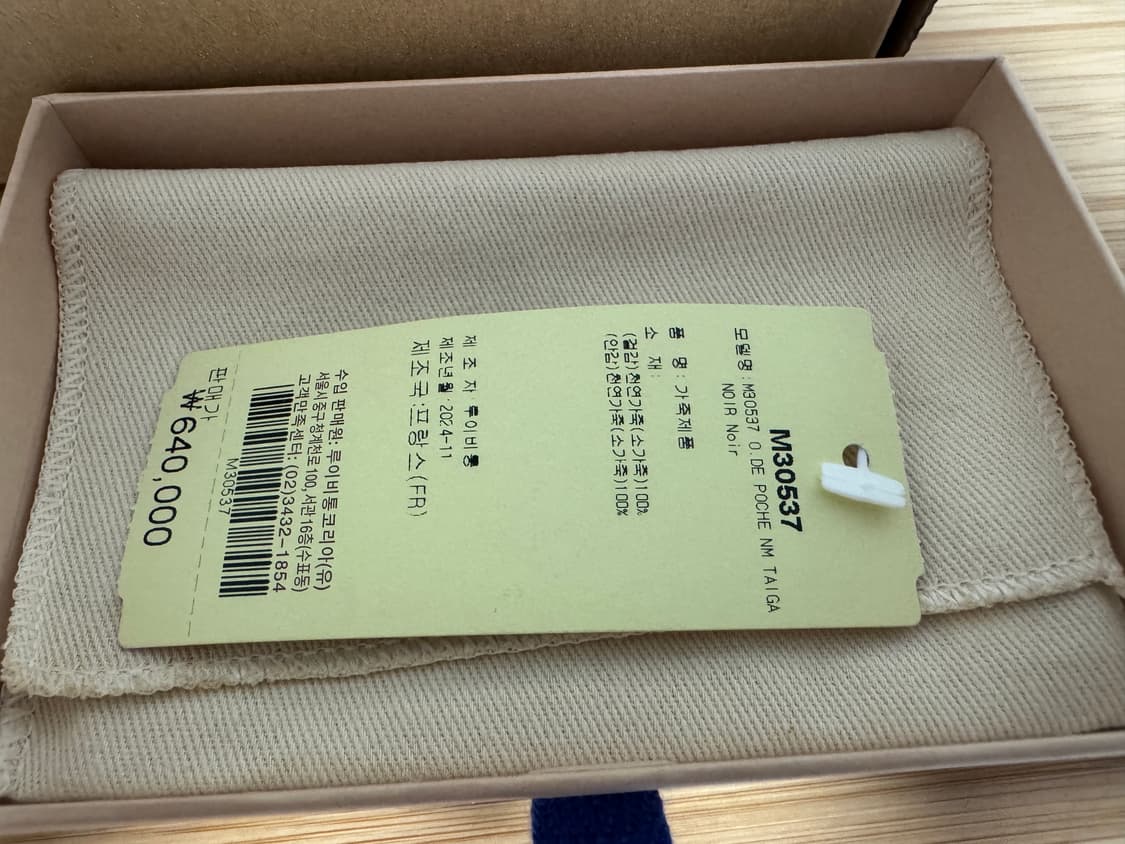 M30537
모델명 : M30537 O.DE POCHE NM TAIGA
NOIR Noir
품 명 : 가죽제품
소 재 :
(겉감)천연가죽(소가죽)100%
(안감)천연가죽(소가죽)100%
제 조 자 : 루이비통
제조년월 : 2024-11
제 조 국 : 프랑스(FR)
수입 판매원: 루이비통코리아(유)
서울시 중구 청계천로 100, 서관 16층(수표동)
고객만족센터: (02)3432-1854
M30537
판매가
₩640,000